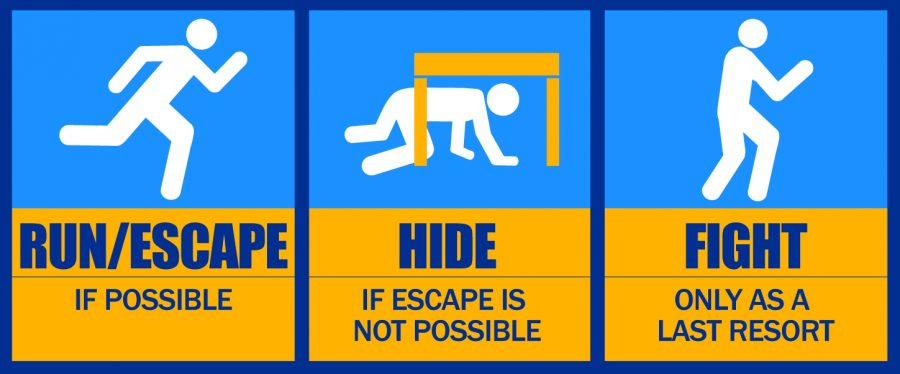 RUN/ESCAPE
IF POSSIBLE
HIDE
IF ESCAPE IS
NOT POSSIBLE
FIGHT
ONLY AS A
LAST RESORT